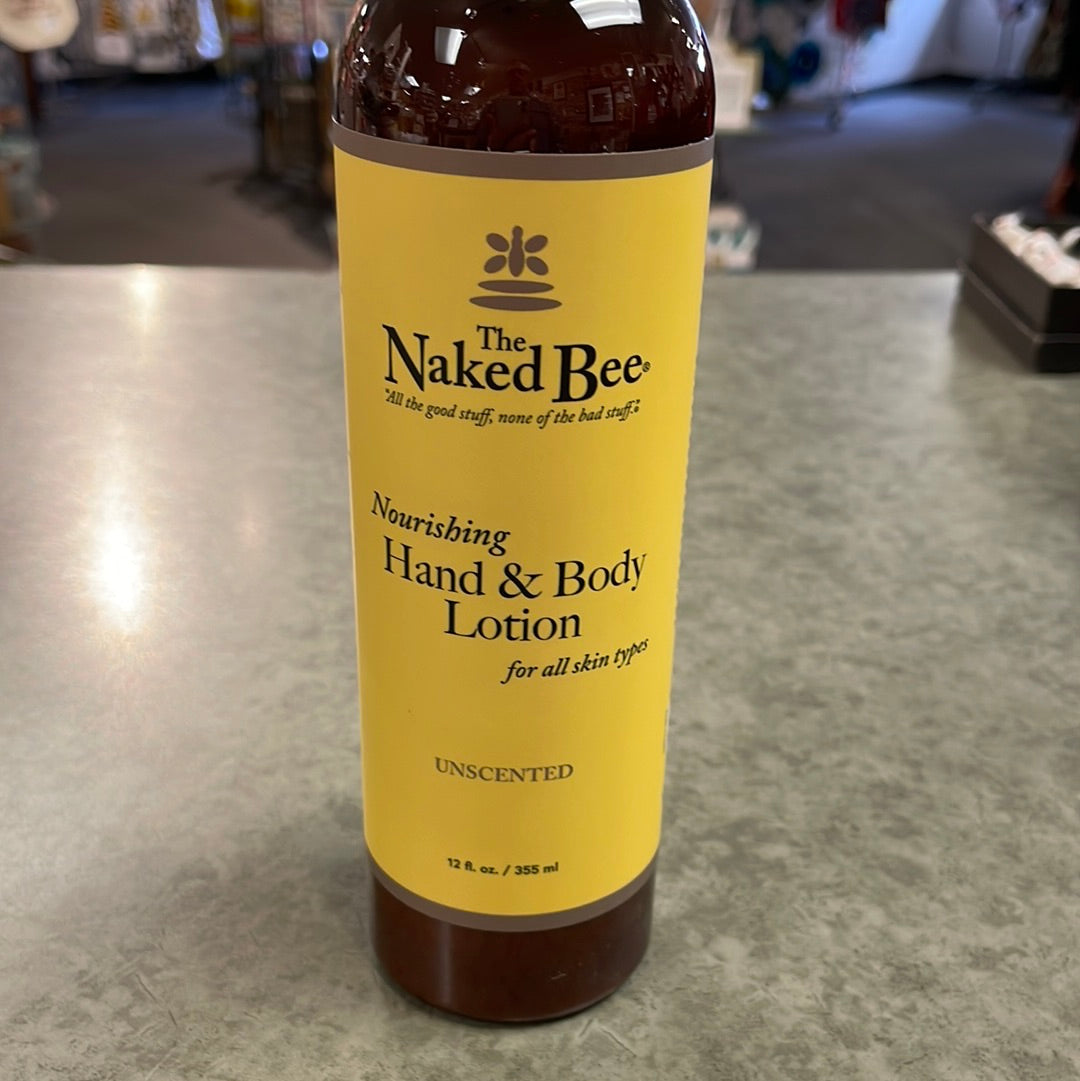 The
Naked Bee®
"All the good stuff, none of the bad stuff."®
Nourishing
Hand & Body
Lotion
for all skin types
UNSCENTED
12 fl. oz. / 355 ml